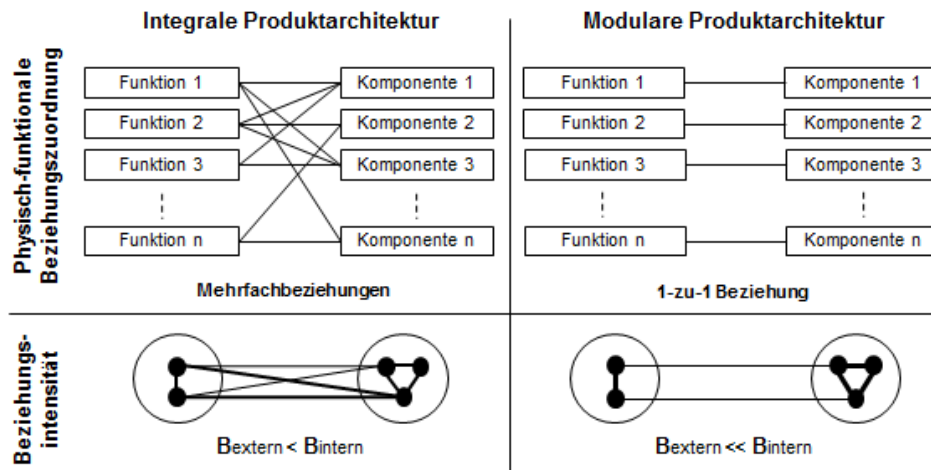 Integrale Produktarchitektur
Modulare Produktarchitektur
Physisch-funktionale
Beziehungszuordnung
Funktion 1
Komponente 1
Funktion 2
Komponente 2
Funktion 3
Komponente 3
Funktion n
Komponente n
Mehrfachbeziehungen
Funktion 1
Komponente 1
Funktion 2
Komponente 2
Funktion 3
Komponente 3
Funktion n
Komponente n
1-zu-1 Beziehung
Beziehungs-
intensität
Bextern < Bintern
Bextern << Bintern